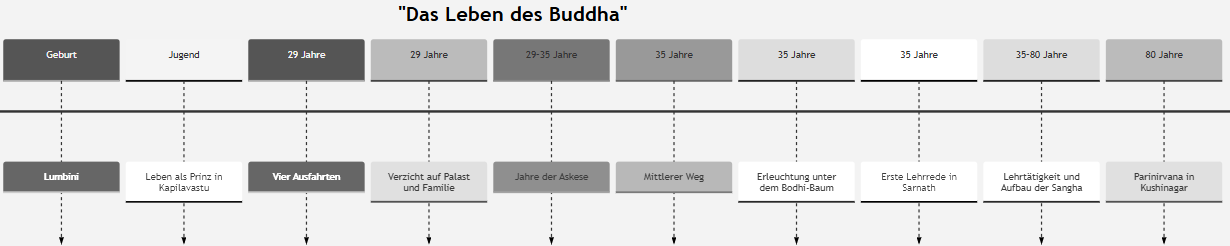 "Das Leben des Buddha"
Geburt
Jugend
29 Jahre
29 Jahre
29-35 Jahre
35 Jahre
35 Jahre
35 Jahre
35-80 Jahre
80 Jahre
Lumbini
Leben als Prinz in
Kapilavastu
Vier Ausfahrten
Verzicht auf Palast
und Familie
Jahre der Askese
Mittlerer Weg
Erleuchtung unter
dem Bodhi-Baum
Erste Lehrrede in
Sarnath
Lehrtätigkeit und
Aufbau der Sangha
Parinirvana in
Kushinagar